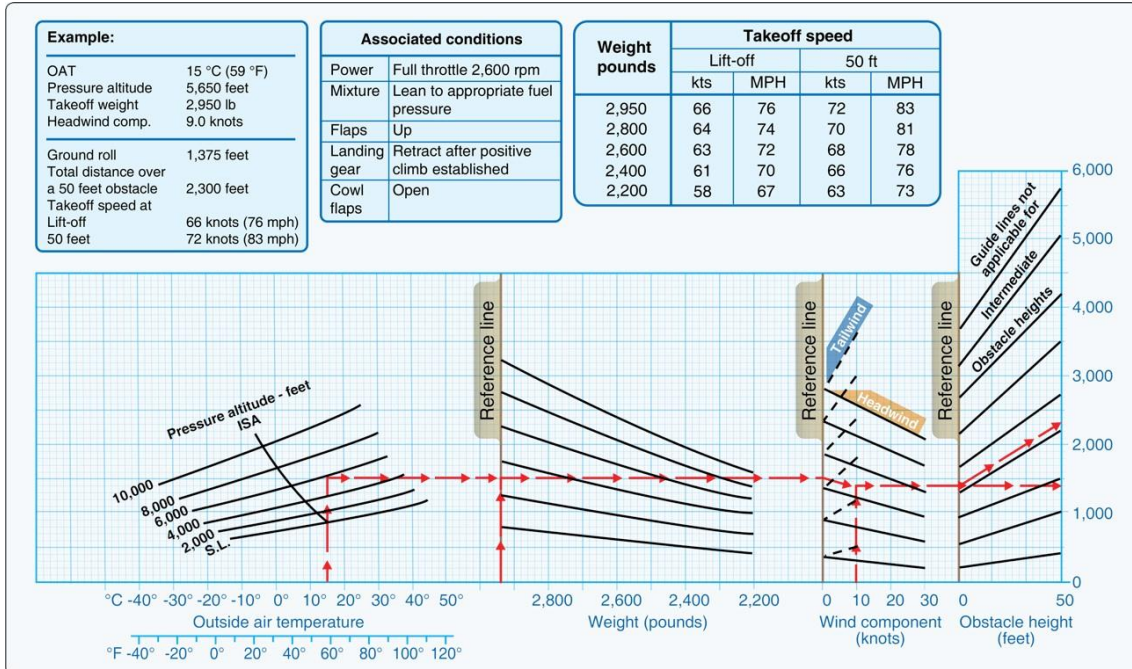 Example:
OAT 15 °C (59 °F)
Pressure altitude 5,650 feet
Takeoff weight 2,950 lb
Headwind comp. 9.0 knots
Ground roll 1,375 feet
Total distance over
a 50 feet obstacle 2,300 feet
Takeoff speed at
Lift-off 66 knots (76 mph)
50 feet 72 knots (83 mph)
Associated conditions
Power Full throttle 2,600 rpm
Mixture Lean to appropriate fuel
pressure
Flaps Up
Landing Retract after positive
gear climb established
Cowl Open
flaps
Weight
pounds
Takeoff speed
Lift-off 50 ft
kts MPH kts MPH
2,950 66 76 72 83
2,800 64 74 70 81
2,600 63 72 68 78
2,400 61 70 66 76
2,200 58 67 63 73
Pressure altitude - feet
ISA
10,000
8,000
6,000
4,000
2,000
S.L.
Reference line
Reference line
Tailwind
Headwind
Reference line
Guide lines not
applicable for
Intermediate
Obstacle heights
6,000
5,000
4,000
3,000
2,000
1,000
0
°C -40° -30° -20° -10° 0 10° 20° 30° 40° 50°
Outside air temperature
°F -40° -20° 0° 20° 40° 60° 80° 100° 120°
2,800 2,600 2,400 2,200
Weight (pounds)
0 10 20 30
Wind component
(knots)
0 50
Obstacle height
(feet)